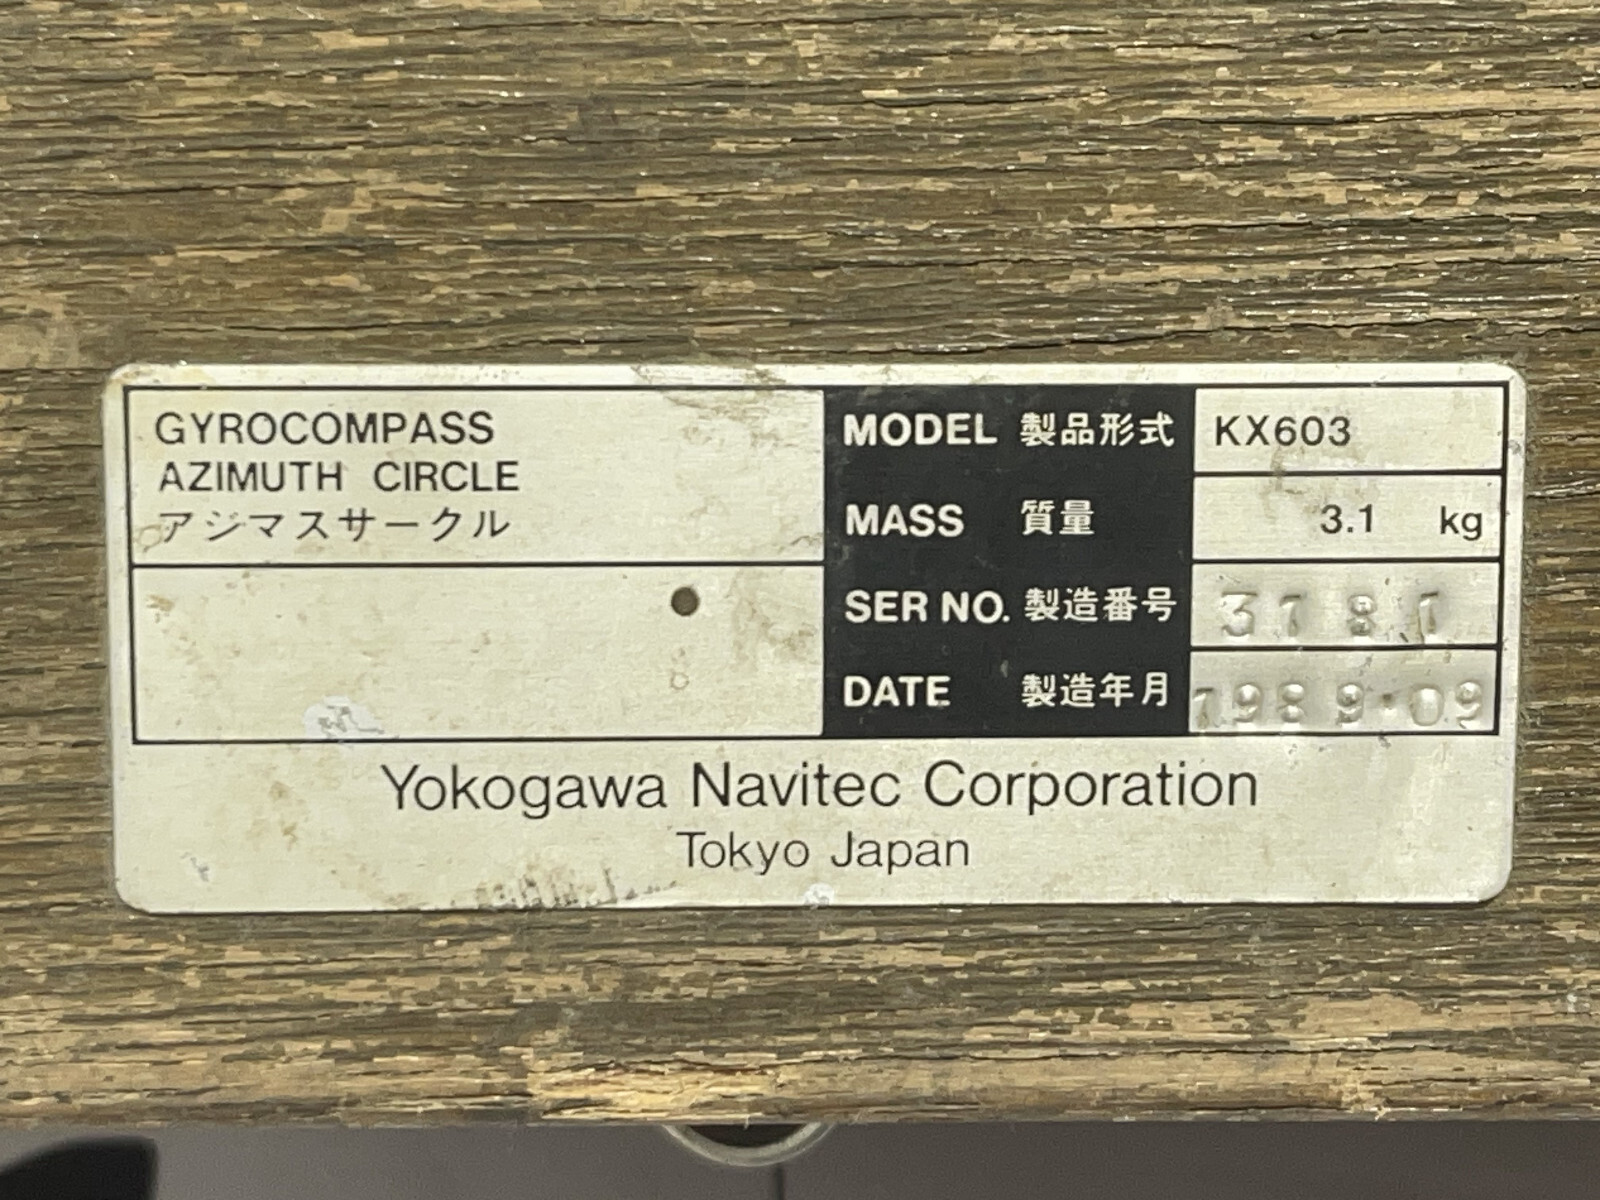 GYROCOMPASS
AZIMUTH CIRCLE
アジマスサークル
MODEL 製品形式 KX603
MASS 質量 3.1 kg
SER NO. 製造番号
DATE 製造年月 1989.09
Yokogawa Navitec Corporation
Tokyo Japan